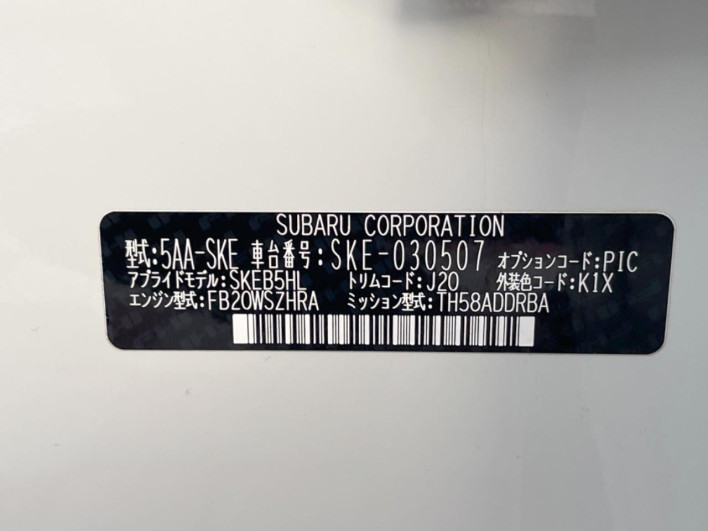 SUBARU CORPORATION
型式:5AA-SKE 車台番号:SKE-030507 オプションコード:PIC
アプライドモデル:SKEB5HL トリムコード:J20 外装色コード:K1X
エンジン型式:FB20WSZHRA ミッション型式:TH58ADDRBA